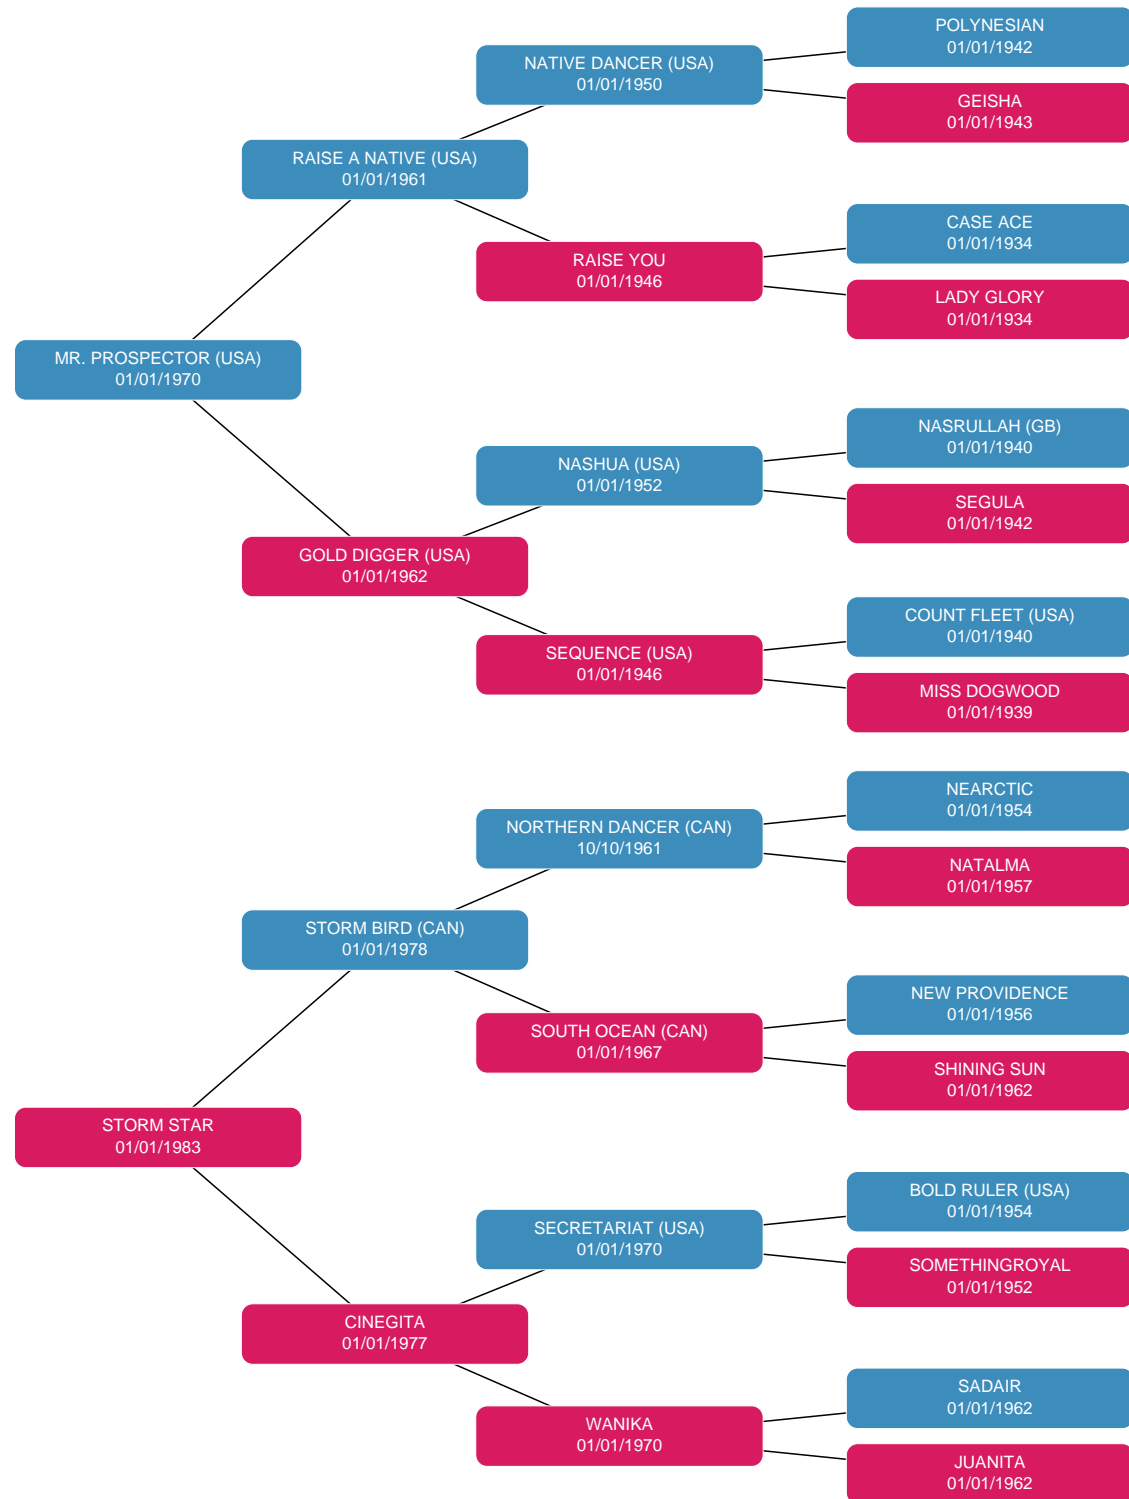 POLYNESIAN
01/01/1942
NATIVE DANCER (USA)
01/01/1950
GEISHA
01/01/1943
RAISE A NATIVE (USA)
01/01/1961
CASE ACE
01/01/1934
RAISE YOU
01/01/1946
LADY GLORY
01/01/1934
MR. PROSPECTOR (USA)
01/01/1970
NASRULLAH (GB)
01/01/1940
NASHUA (USA)
01/01/1952
SEGULA
01/01/1942
GOLD DIGGER (USA)
01/01/1962
COUNT FLEET (USA)
01/01/1940
SEQUENCE (USA)
01/01/1946
MISS DOGWOOD
01/01/1939
NEARCTIC
01/01/1954
NORTHERN DANCER (CAN)
10/10/1961
NATALMA
01/01/1957
STORM BIRD (CAN)
01/01/1978
NEW PROVIDENCE
01/01/1956
SOUTH OCEAN (CAN)
01/01/1967
SHINING SUN
01/01/1962
STORM STAR
01/01/1983
BOLD RULER (USA)
01/01/1954
SECRETARIAT (USA)
01/01/1970
SOMETHINGROYAL
01/01/1952
CINEGITA
01/01/1977
SADAIR
01/01/1962
WANIKA
01/01/1970
JUANITA
01/01/1962